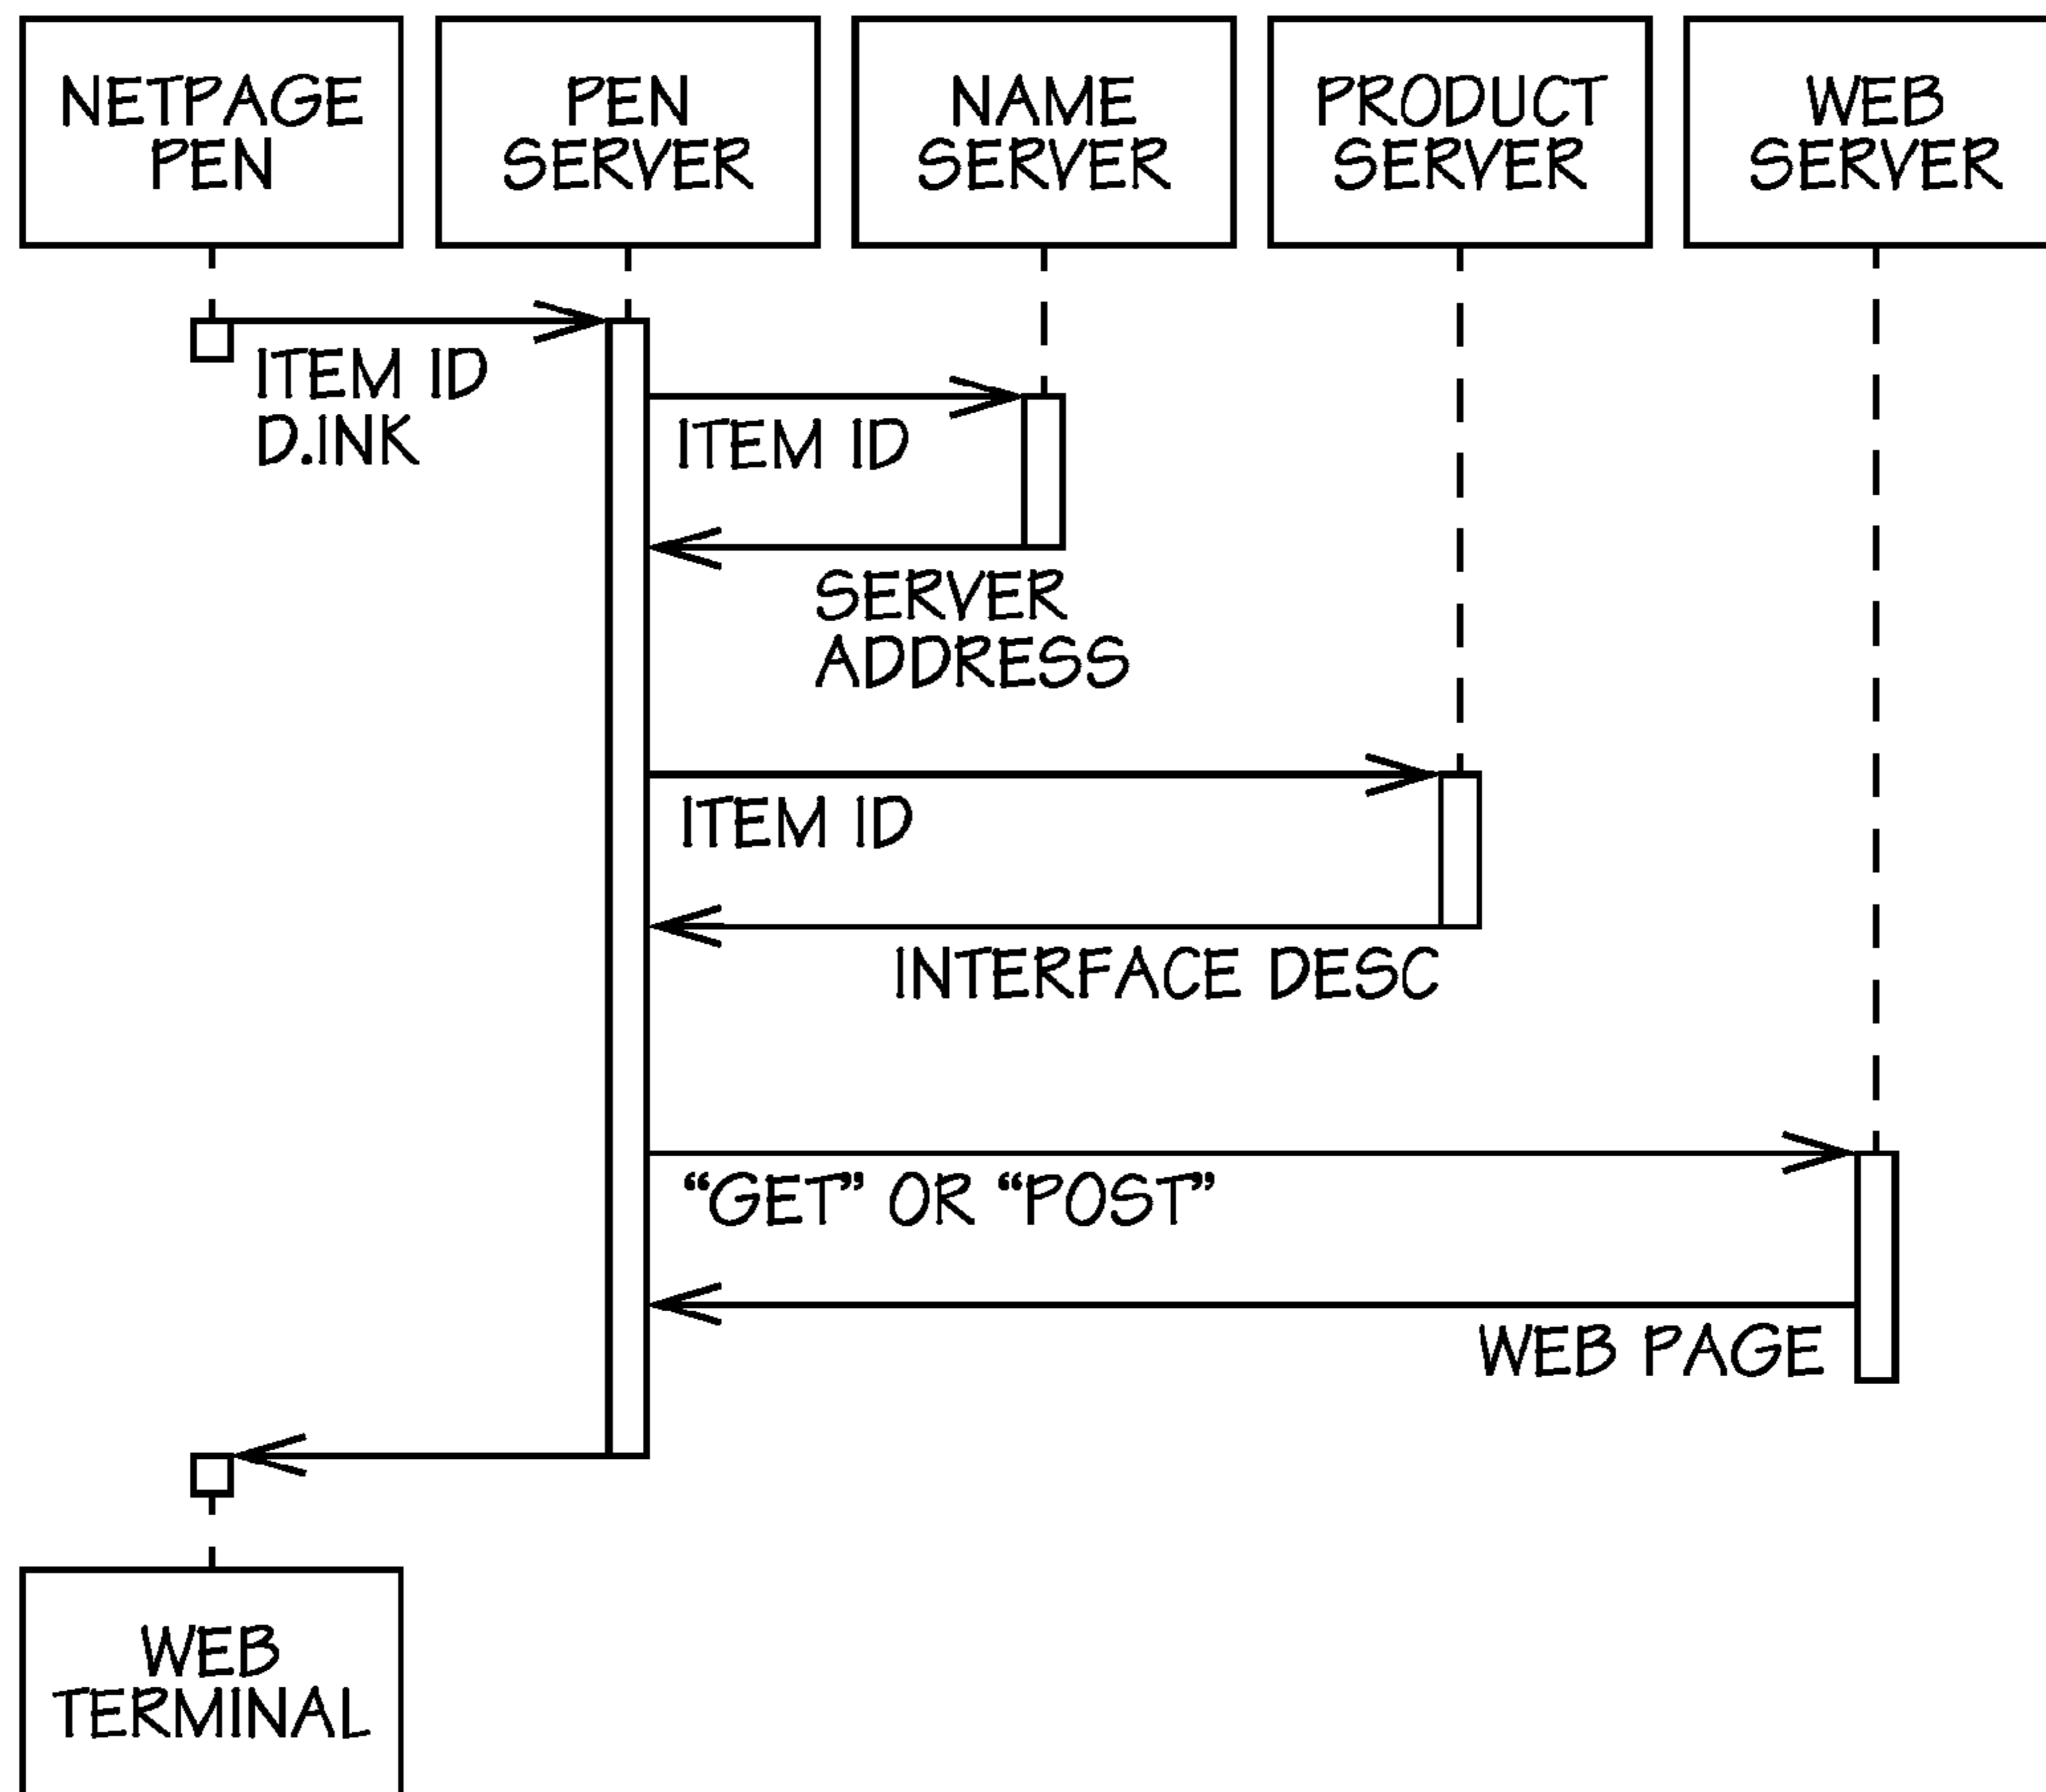 NETPAGE
PEN
PEN
SERVER
NAME
SERVER
PRODUCT
SERVER
WEB
SERVER
ITEM ID
D.INK
ITEM ID
SERVER
ADDRESS
ITEM ID
INTERFACE DESC
“GET” OR “POST”
WEB PAGE
WEB
TERMINAL